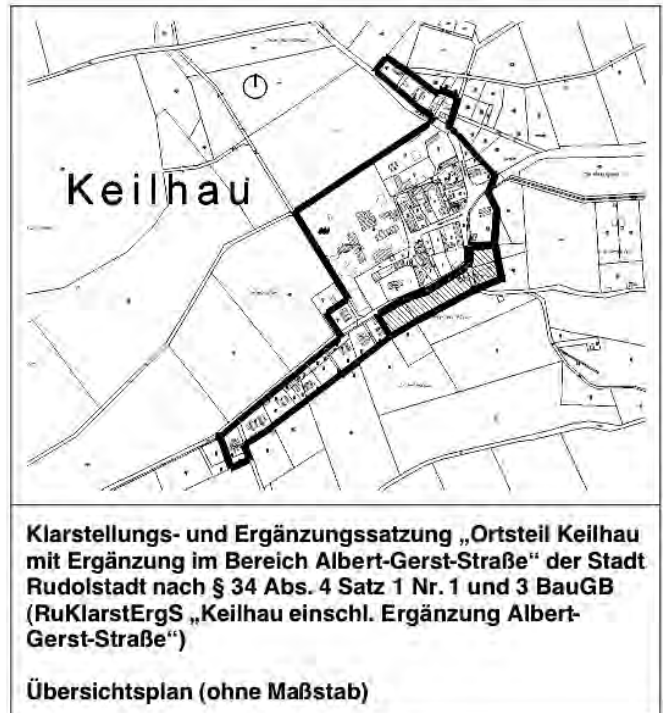 Keilhau
Klarstellungs- und Ergänzungssatzung „Ortsteil Keilhau
mit Ergänzung im Bereich Albert-Gerst-Straße“ der Stadt
Rudolstadt nach § 34 Abs. 4 Satz 1 Nr. 1 und 3 BauGB
(RuKlarstErgS „Keilhau einschl. Ergänzung Albert-
Gerst-Straße“)
Übersichtsplan (ohne Maßstab)